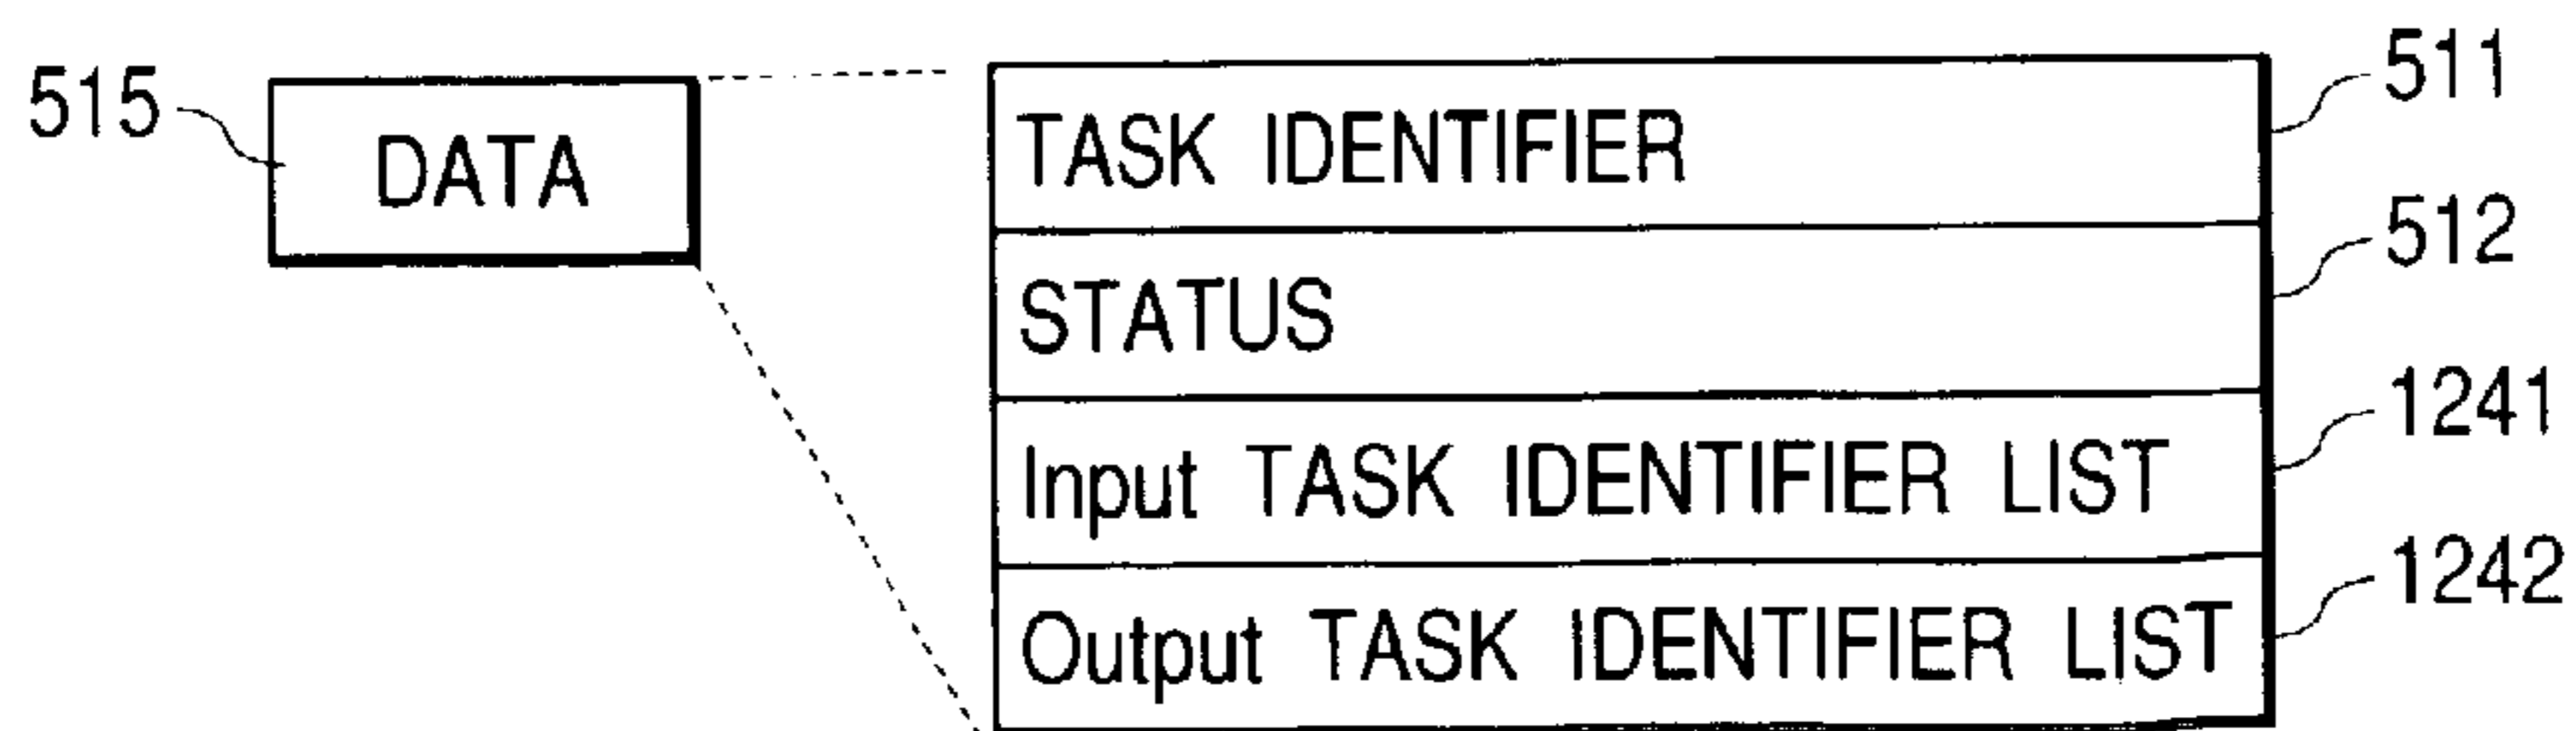 515
DATA
TASK IDENTIFIER
511
STATUS
512
Input TASK IDENTIFIER LIST
1241
Output TASK IDENTIFIER LIST
1242